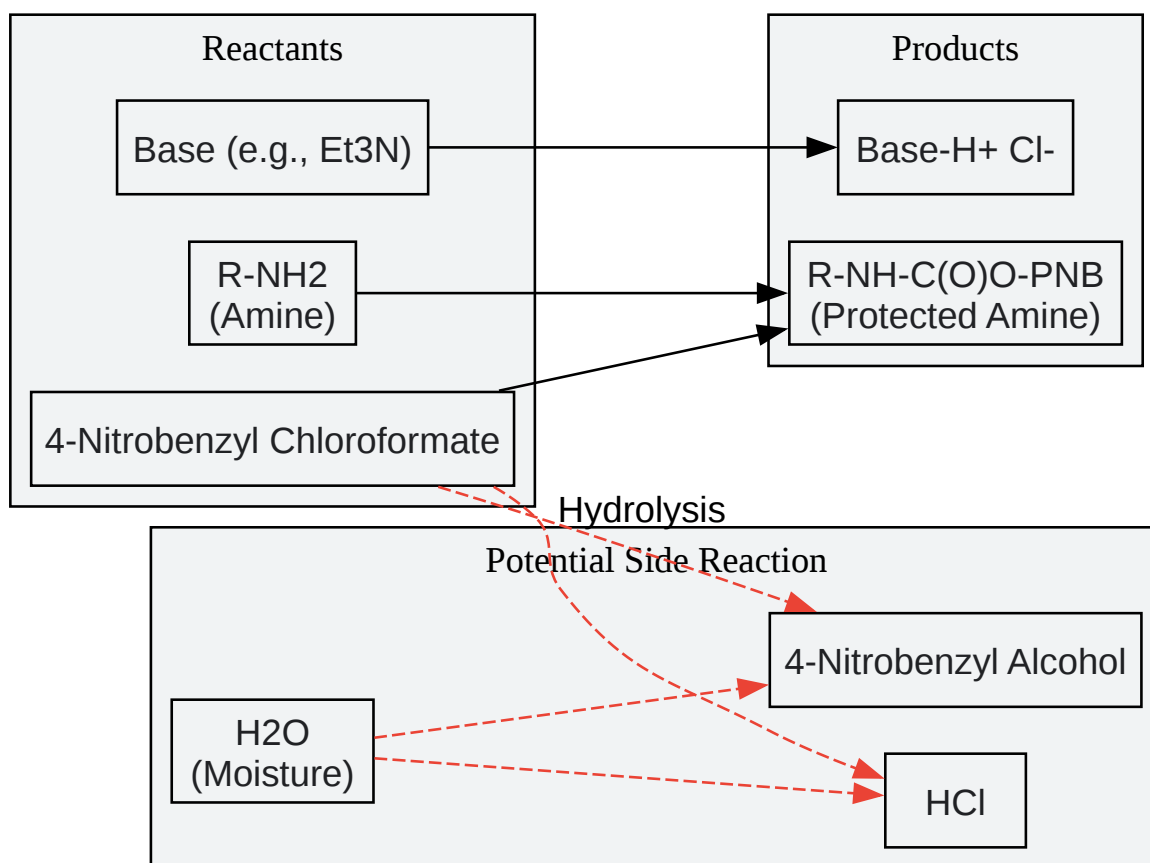 Reactants
Products
Base (e.g., Et3N)
Base-H+ Cl-
R-NH2
(Amine)
R-NH-C(O)O-PNB
(Protected Amine)
4-Nitrobenzyl Chloroformate
Hydrolysis
Potential Side Reaction
4-Nitrobenzyl Alcohol
H2O
(Moisture)
HCl